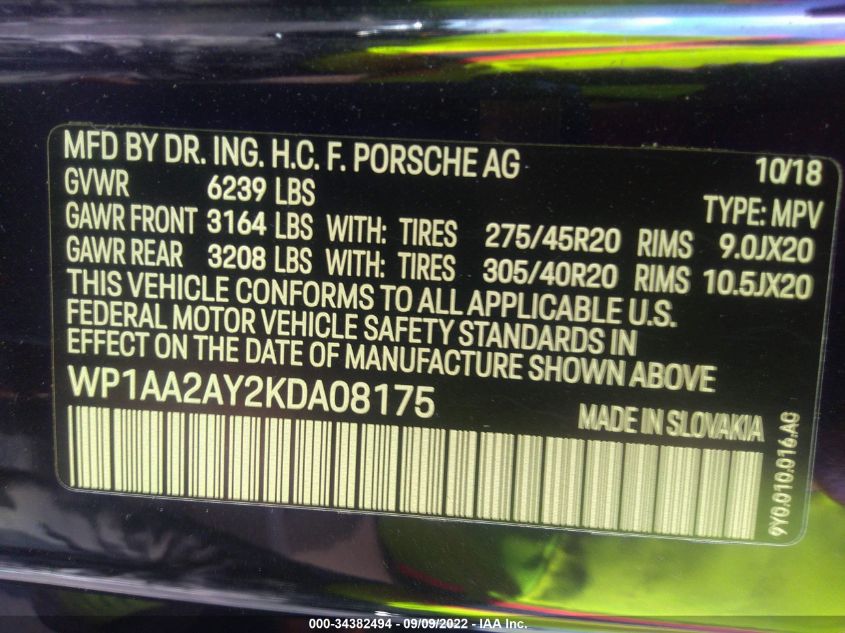 MFD BY DR. ING. H.C. F. PORSCHE AG 10/18
GVWR 6239 LBS TYPE: MPV
GAWR FRONT 3164 LBS WITH: TIRES 275/45R20 RIMS 9.0JX20
GAWR REAR 3208 LBS WITH: TIRES 305/40R20 RIMS 10.5JX20
THIS VEHICLE CONFORMS TO ALL APPLICABLE U.S.
FEDERAL MOTOR VEHICLE SAFETY STANDARDS IN
EFFECT ON THE DATE OF MANUFACTURE SHOWN ABOVE
WP1AA2AY2KDA08175 MADE IN SLOVAKIA
9Y0.010.016.AC
000-34382494 - 09/09/2022 - IAA Inc.